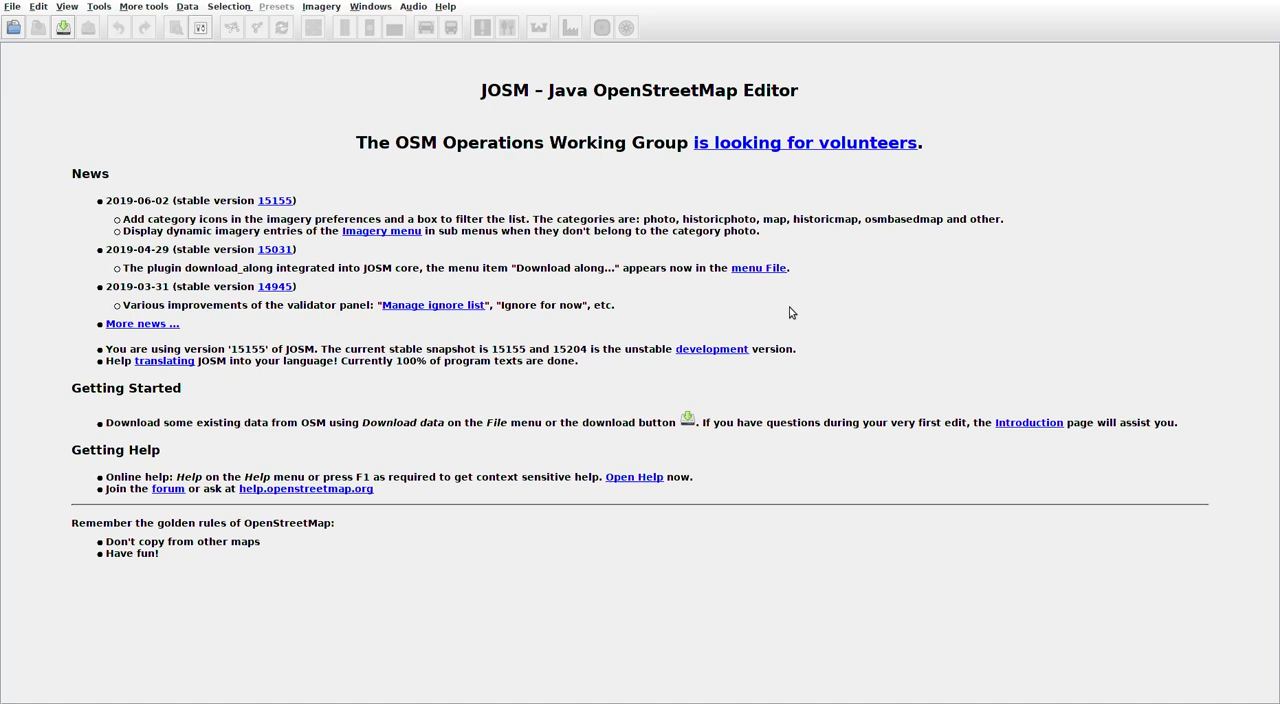 File Edit View Tools More tools Data Selection Presets Imagery Windows Audio Help
JOSM – Java OpenStreetMap Editor
The OSM Operations Working Group is looking for volunteers.
News
2019-06-02 (stable version 15155)
Add category icons in the imagery preferences and a box to filter the list. The categories are: photo, historicphoto, map, historicmap, osmbasedmap and other.
Display dynamic imagery entries of the Imagery menu in sub menus when they don't belong to the category photo.
2019-04-29 (stable version 15031)
The plugin download_along integrated into JOSM core, the menu item "Download along..." appears now in the menu File.
2019-03-31 (stable version 14945)
Various improvements of the validator panel: "Manage ignore list", "Ignore for now", etc.
More news ...
You are using version '15155' of JOSM. The current stable snapshot is 15155 and 15204 is the unstable development version.
Help translating JOSM into your language! Currently 100% of program texts are done.
Getting Started
Download some existing data from OSM using Download data on the File menu or the download button . If you have questions during your very first edit, the Introduction page will assist you.
Getting Help
Online help: Help on the Help menu or press F1 as required to get context sensitive help. Open Help now.
Join the forum or ask at help.openstreetmap.org
Remember the golden rules of OpenStreetMap:
Don't copy from other maps
Have fun!